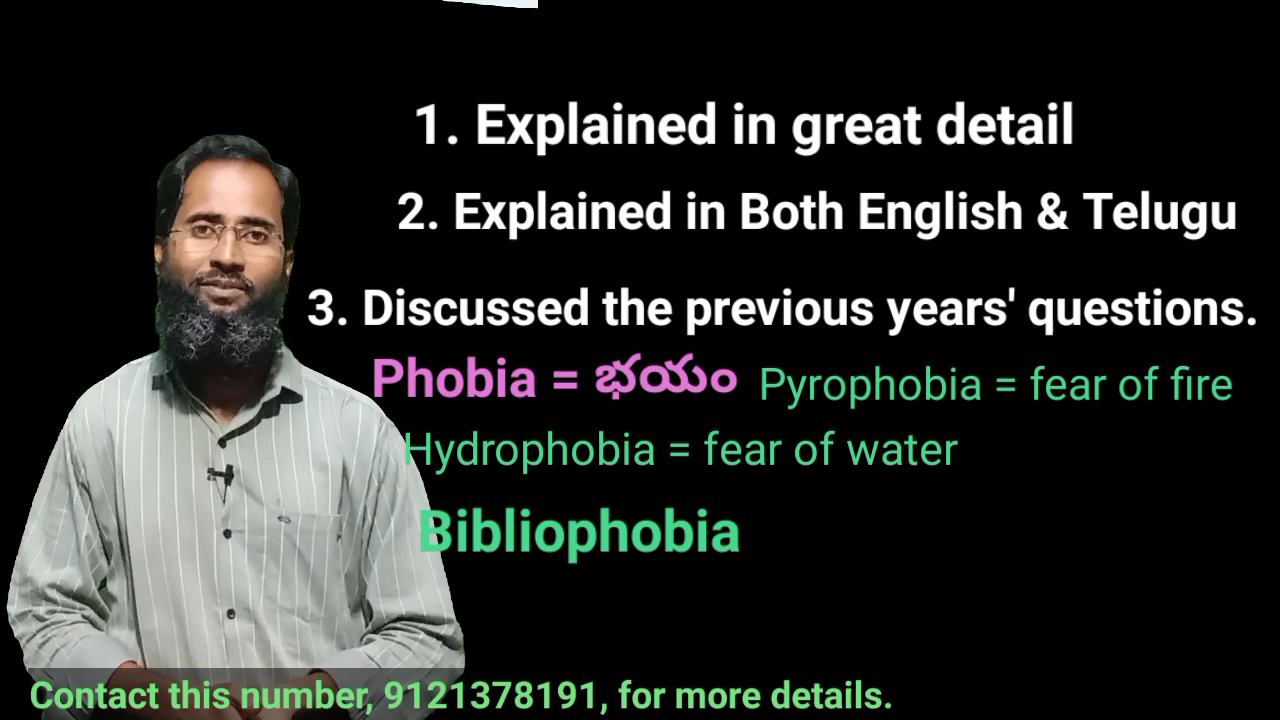 1. Explained in great detail
2. Explained in Both English & Telugu
3. Discussed the previous years' questions.
Phobia = భయం Pyrophobia = fear of fire
Hydrophobia = fear of water
Bibliophobia
Contact this number, 9121378191, for more details.